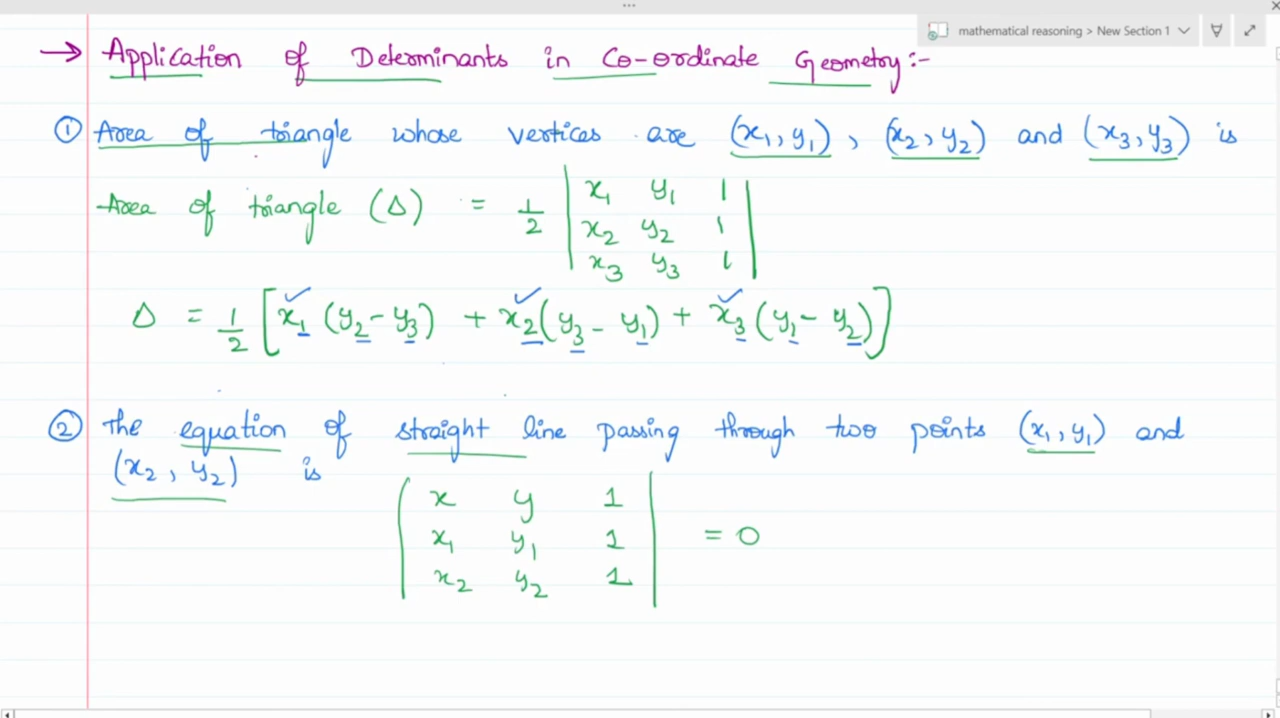 mathematical reasoning > New Section 1
→ Application of Determinants in Co-ordinate Geometry:-
① Area of triangle whose vertices are (x₁, y₁), (x₂, y₂) and (x₃, y₃) is
Area of triangle (Δ) = 1/2 | x₁ y₁ 1 |
| x₂ y₂ 1 |
| x₃ y₃ 1 |
Δ = 1/2 [x₁ (y₂ - y₃) + x₂ (y₃ - y₁) + x₃ (y₁ - y₂)]
② The equation of straight line passing through two points (x₁, y₁) and
(x₂, y₂) is
| x y 1 |
| x₁ y₁ 1 | = 0
| x₂ y₂ 1 |